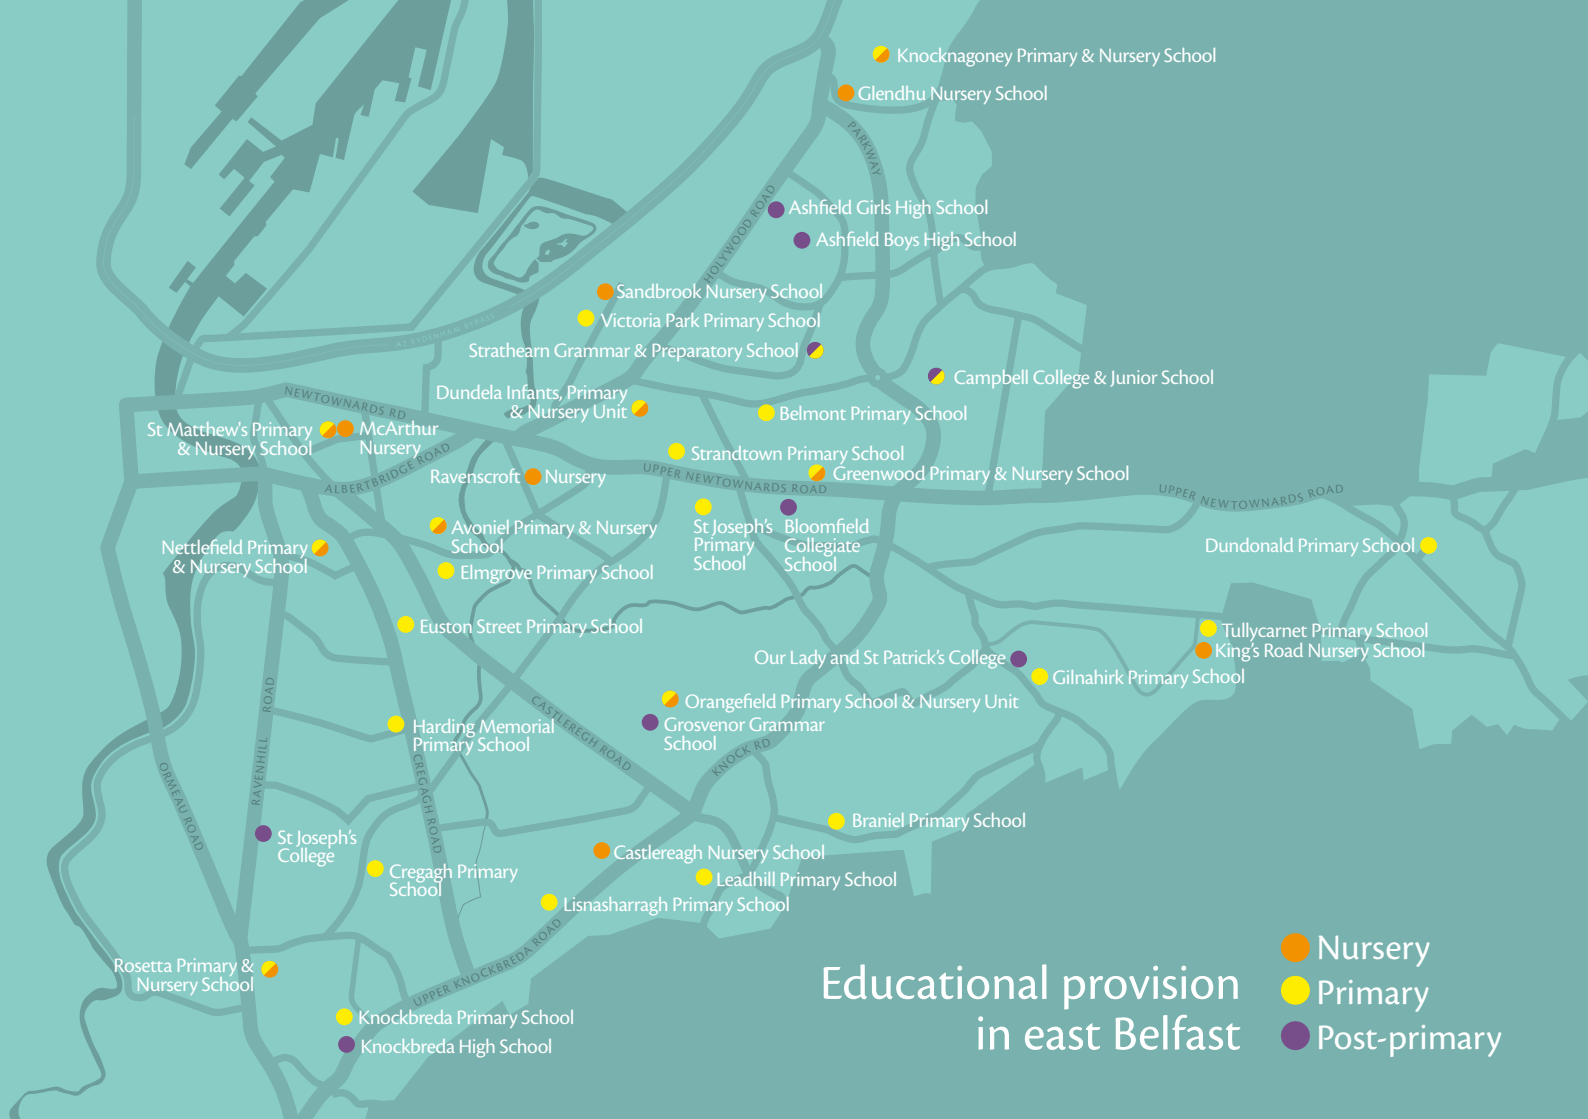 Knocknagoney Primary & Nursery School
Glendhu Nursery School
PARKWAY
HOLYWOOD ROAD
Ashfield Girls High School
Ashfield Boys High School
Sandbrook Nursery School
Victoria Park Primary School
A2 SYDENHAM BYPASS
Strathearn Grammar & Preparatory School
Campbell College & Junior School
NEWTOWNARDS RD
Dundela Infants, Primary
& Nursery Unit
Belmont Primary School
St Matthew's Primary
& Nursery School
McArthur
Nursery
ALBERTBRIDGE ROAD
Strandtown Primary School
Ravenscroft Nursery
UPPER NEWTOWNARDS ROAD
Greenwood Primary & Nursery School
UPPER NEWTOWNARDS ROAD
Avoniel Primary & Nursery
School
St Joseph's
Primary
School
Bloomfield
Collegiate
School
Nettlefield Primary
& Nursery School
Dundonald Primary School
Elmgrove Primary School
Euston Street Primary School
Tullycarnet Primary School
King's Road Nursery School
Our Lady and St Patrick's College
Gilnahirk Primary School
Orangefield Primary School & Nursery Unit
Grosvenor Grammar
School
CASTLEREGH ROAD
KNOCK RD
Harding Memorial
Primary School
RAVENHILL ROAD
ORMEAU ROAD
CREGAGH ROAD
St Joseph's
College
Braniel Primary School
Castlereagh Nursery School
Cregagh Primary
School
Leadhill Primary School
Lisnasharragh Primary School
UPPER KNOCKBREDA ROAD
Rosetta Primary &
Nursery School
Knockbreda Primary School
Knockbreda High School
Educational provision
in east Belfast
Nursery
Primary
Post-primary